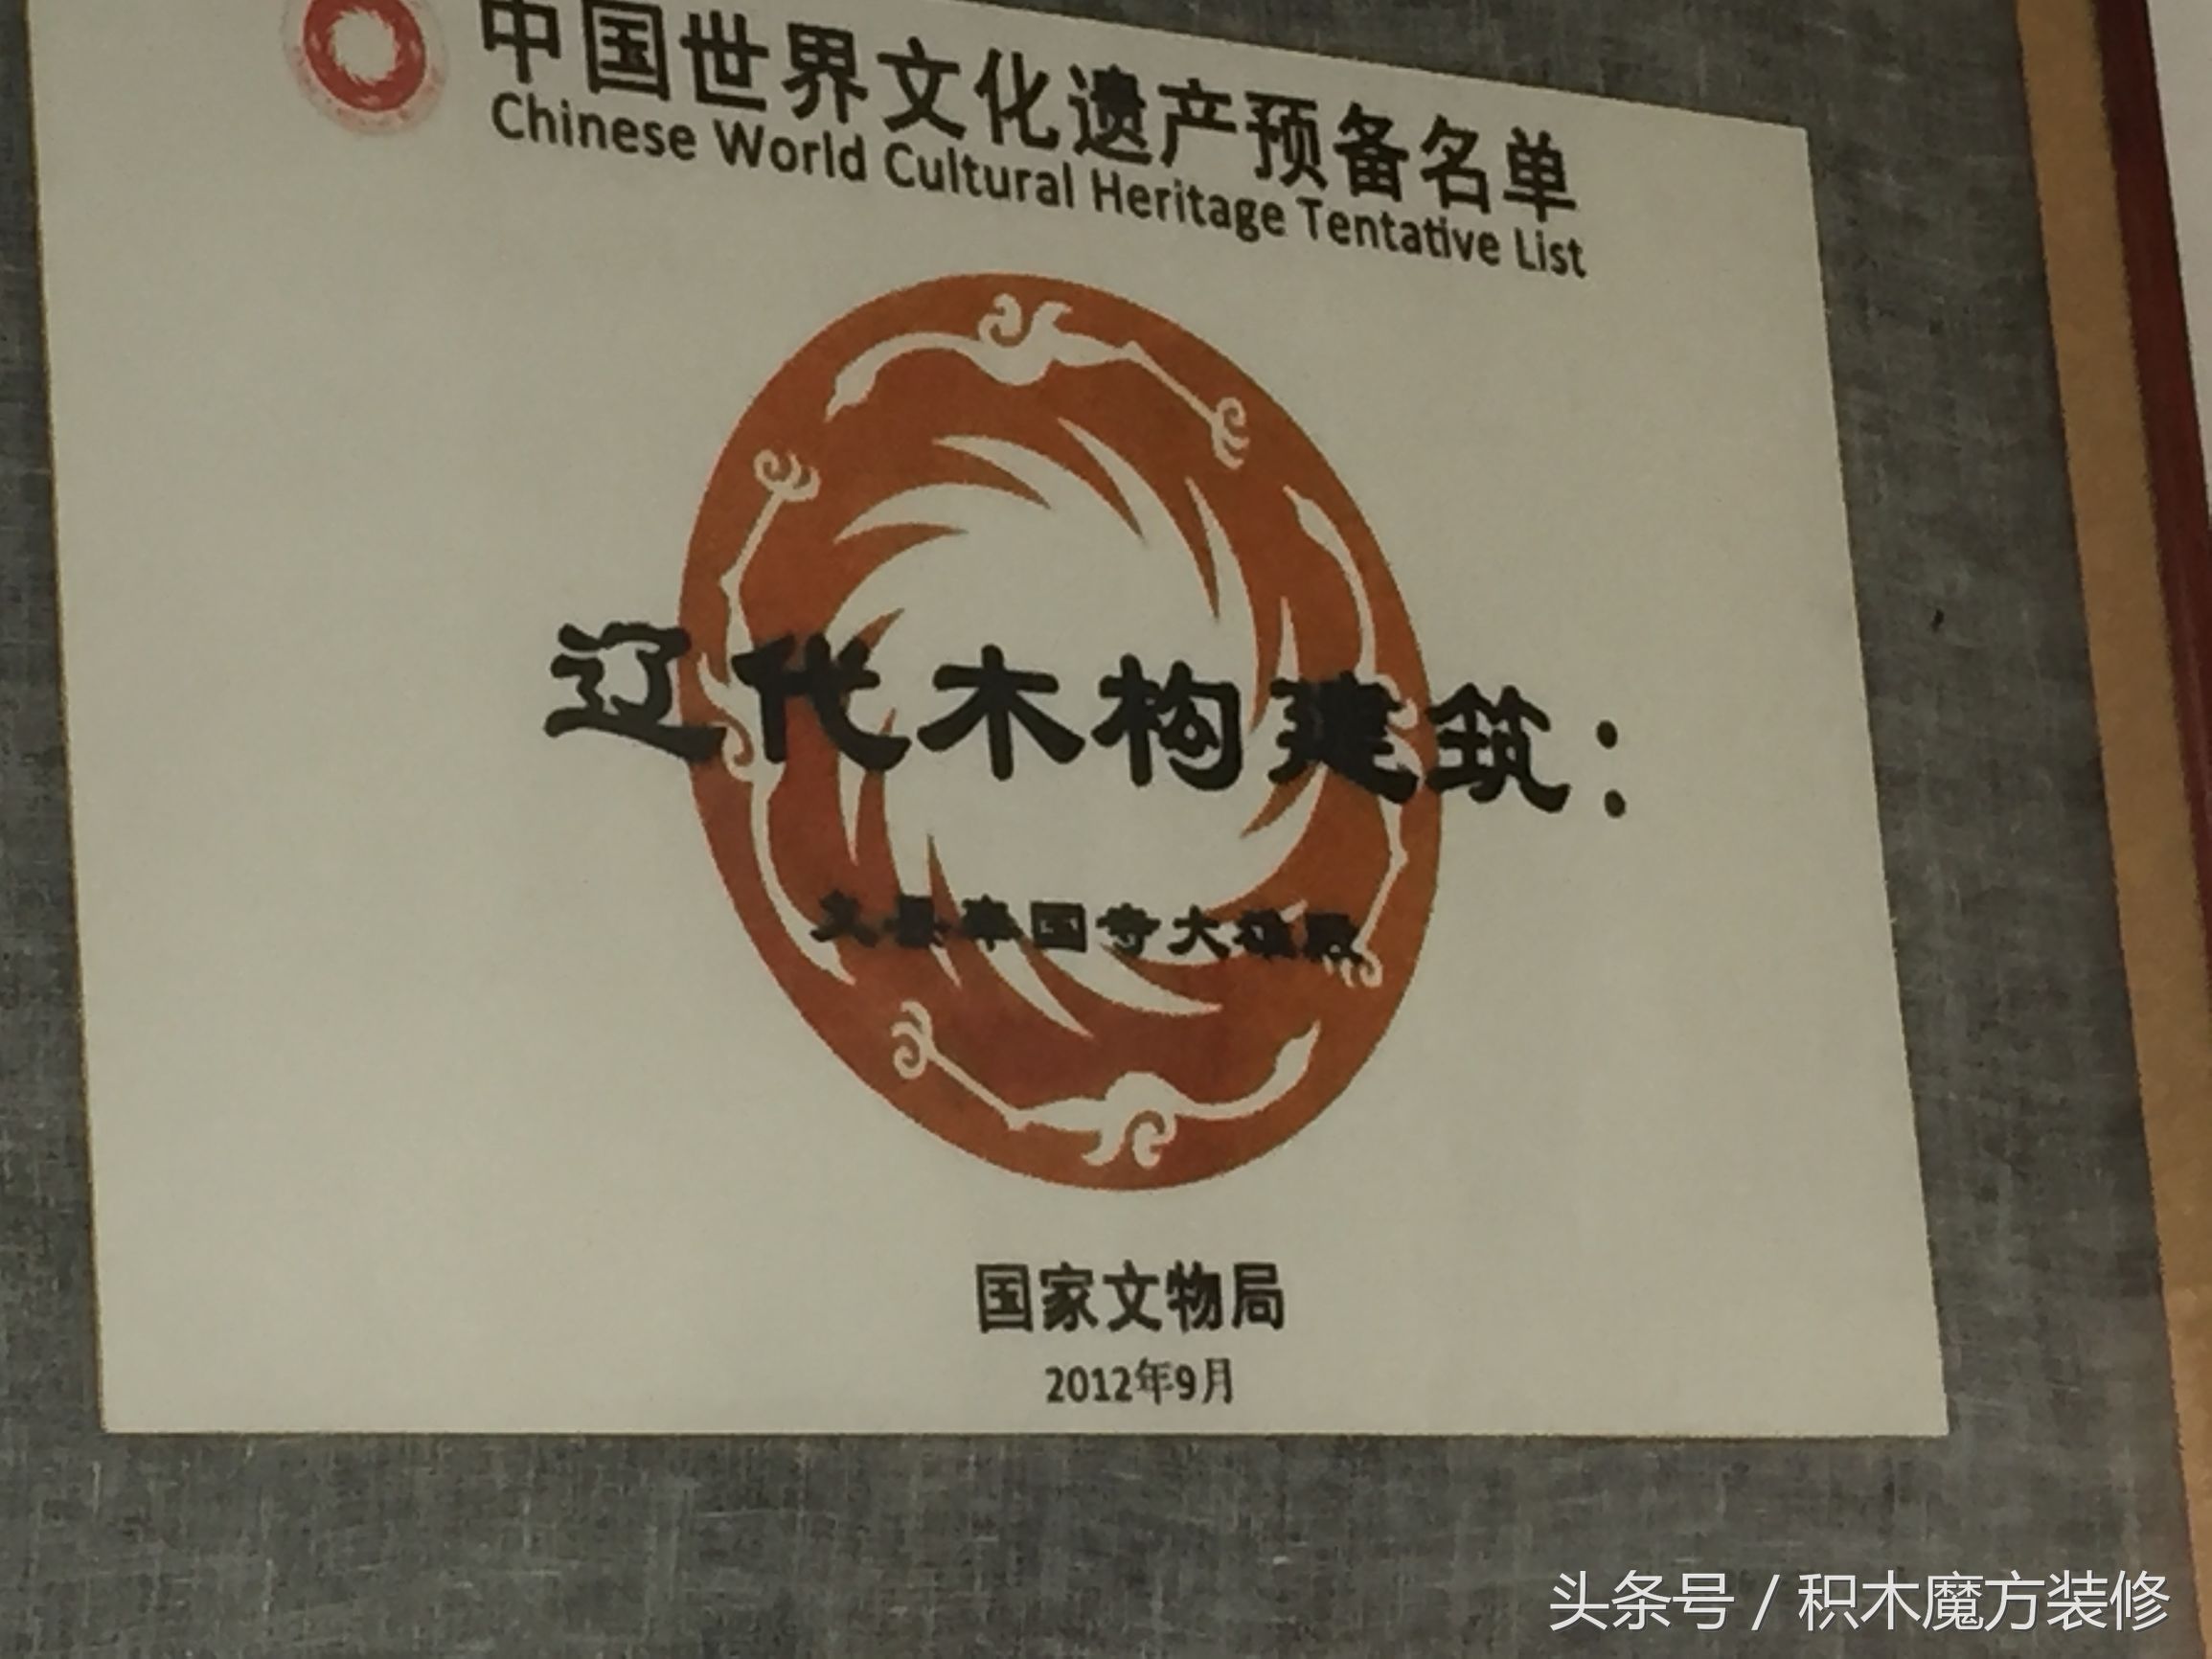 中国世界文化遗产预备名单
Chinese World Cultural Heritage Tentative List
辽代木构建筑：
义县奉国寺大雄殿
国家文物局
2012年9月
头条号 / 积木魔方装修